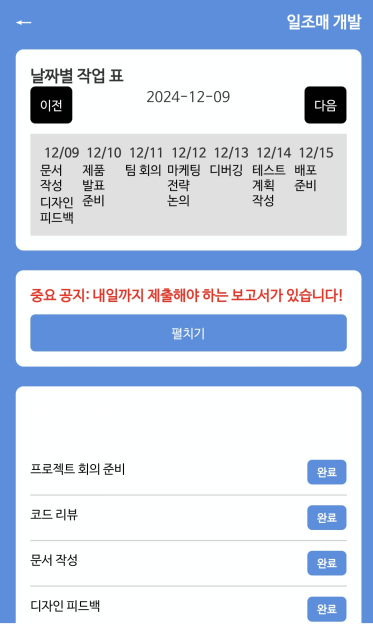 ← 일조매 개발
날짜별 작업 표
이전 2024-12-09 다음
12/09 12/10 12/11 12/12 12/13 12/14 12/15
문서 제품 팀 회의 마케팅 디버깅 테스트 배포
작성 발표 전략 계획 준비
디자인 준비 논의 작성
피드백
중요 공지: 내일까지 제출해야 하는 보고서가 있습니다!
펼치기
프로젝트 회의 준비 완료
코드 리뷰 완료
문서 작성 완료
디자인 피드백 완료